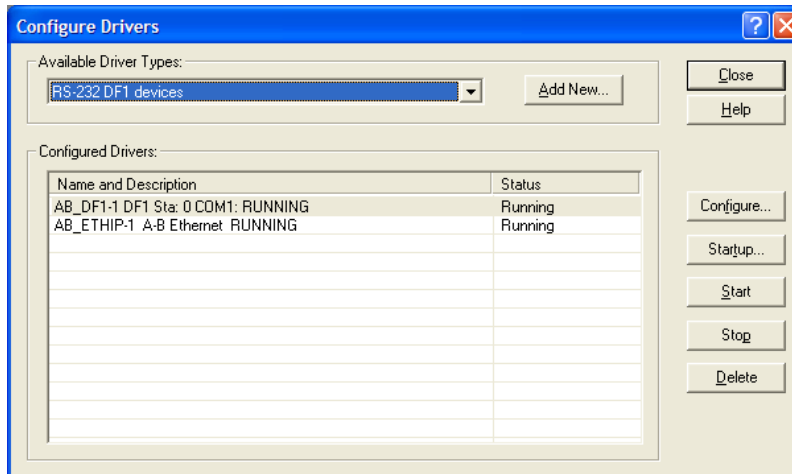 Configure Drivers
Available Driver Types:
RS-232 DF1 devices
Add New...
Close
Help
Configured Drivers:
Name and Description Status
AB_DF1-1 DF1 Sta: 0 COM1: RUNNING Running
AB_ETHIP-1 A-B Ethernet RUNNING Running
Configure...
Startup...
Start
Stop
Delete